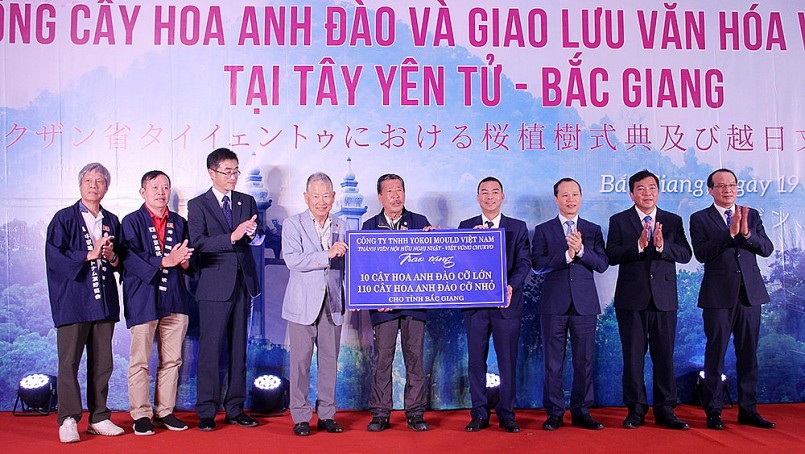 CÂY HOA ANH ĐÀO VÀ GIAO LƯU VĂN HÓA
TẠI TÂY YÊN TỬ - BẮC GIANG
クザン省タイイェントゥにおける桜植樹式典及び越日文
Bắc Giang, ngày 19
CÔNG TY TNHH YOKOI MOULD VIỆT NAM
THÀNH VIÊN HỘI HỮU NGHỊ NHẬT - VIỆT VÙNG CHUKYO
Trao tặng
10 CÂY HOA ANH ĐÀO CỠ LỚN
110 CÂY HOA ANH ĐÀO CỠ NHỎ
CHO TỈNH BẮC GIANG